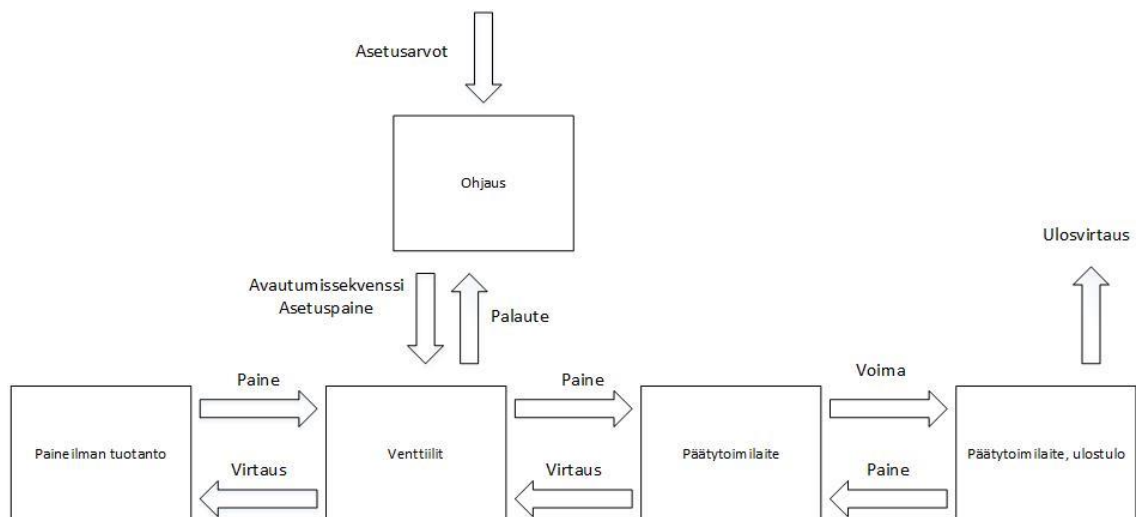 Asetusarvot
Ohjaus
Ulosvirtaus
Avautumissekvenssi
Asetuspaine
Palaute
Paine
Paine
Voima
Paineilman tuotanto
Venttiilit
Päätytoimilaite
Päätytoimilaite, ulostulo
Virtaus
Virtaus
Paine